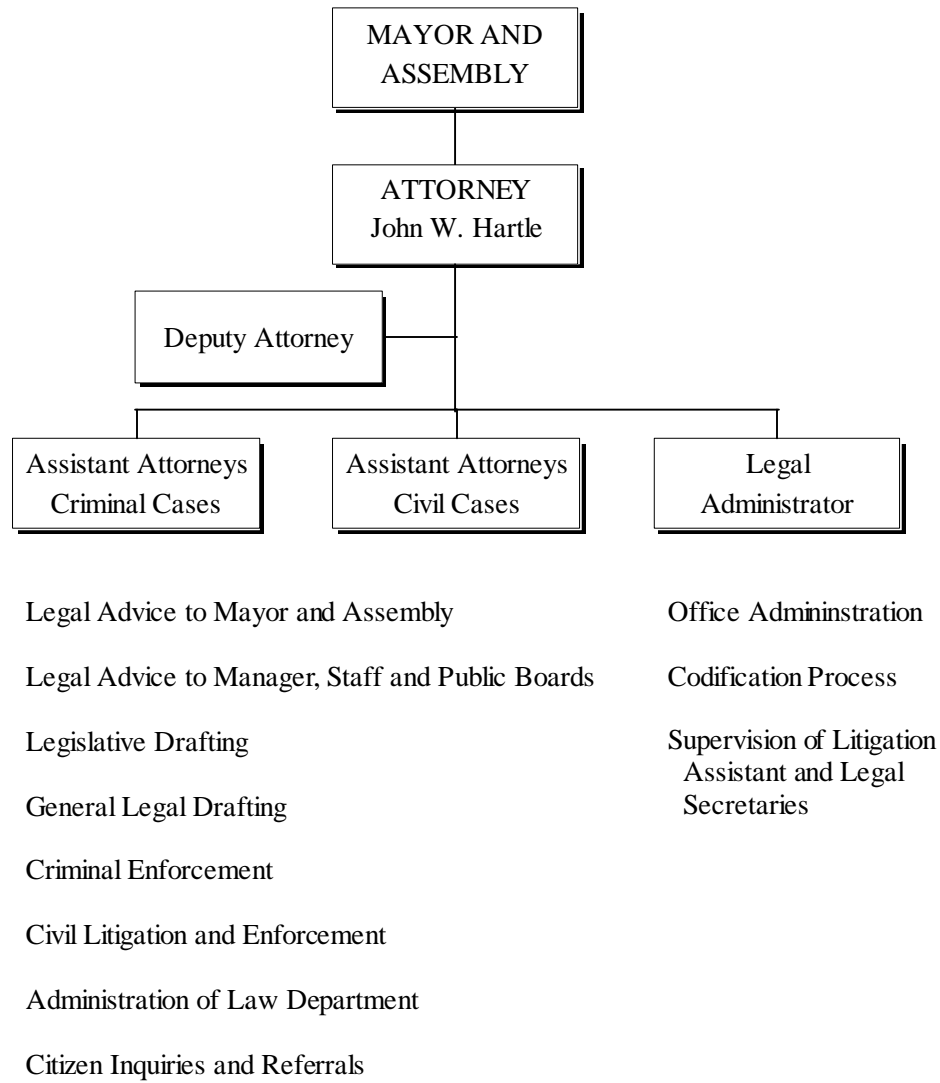 MAYOR AND
ASSEMBLY
ATTORNEY
John W. Hartle
Deputy Attorney
Assistant Attorneys
Criminal Cases
Assistant Attorneys
Civil Cases
Legal
Administrator
Legal Advice to Mayor and Assembly
Legal Advice to Manager, Staff and Public Boards
Legislative Drafting
General Legal Drafting
Criminal Enforcement
Civil Litigation and Enforcement
Administration of Law Department
Citizen Inquiries and Referrals
Office Admininstration
Codification Process
Supervision of Litigation
Assistant and Legal
Secretaries